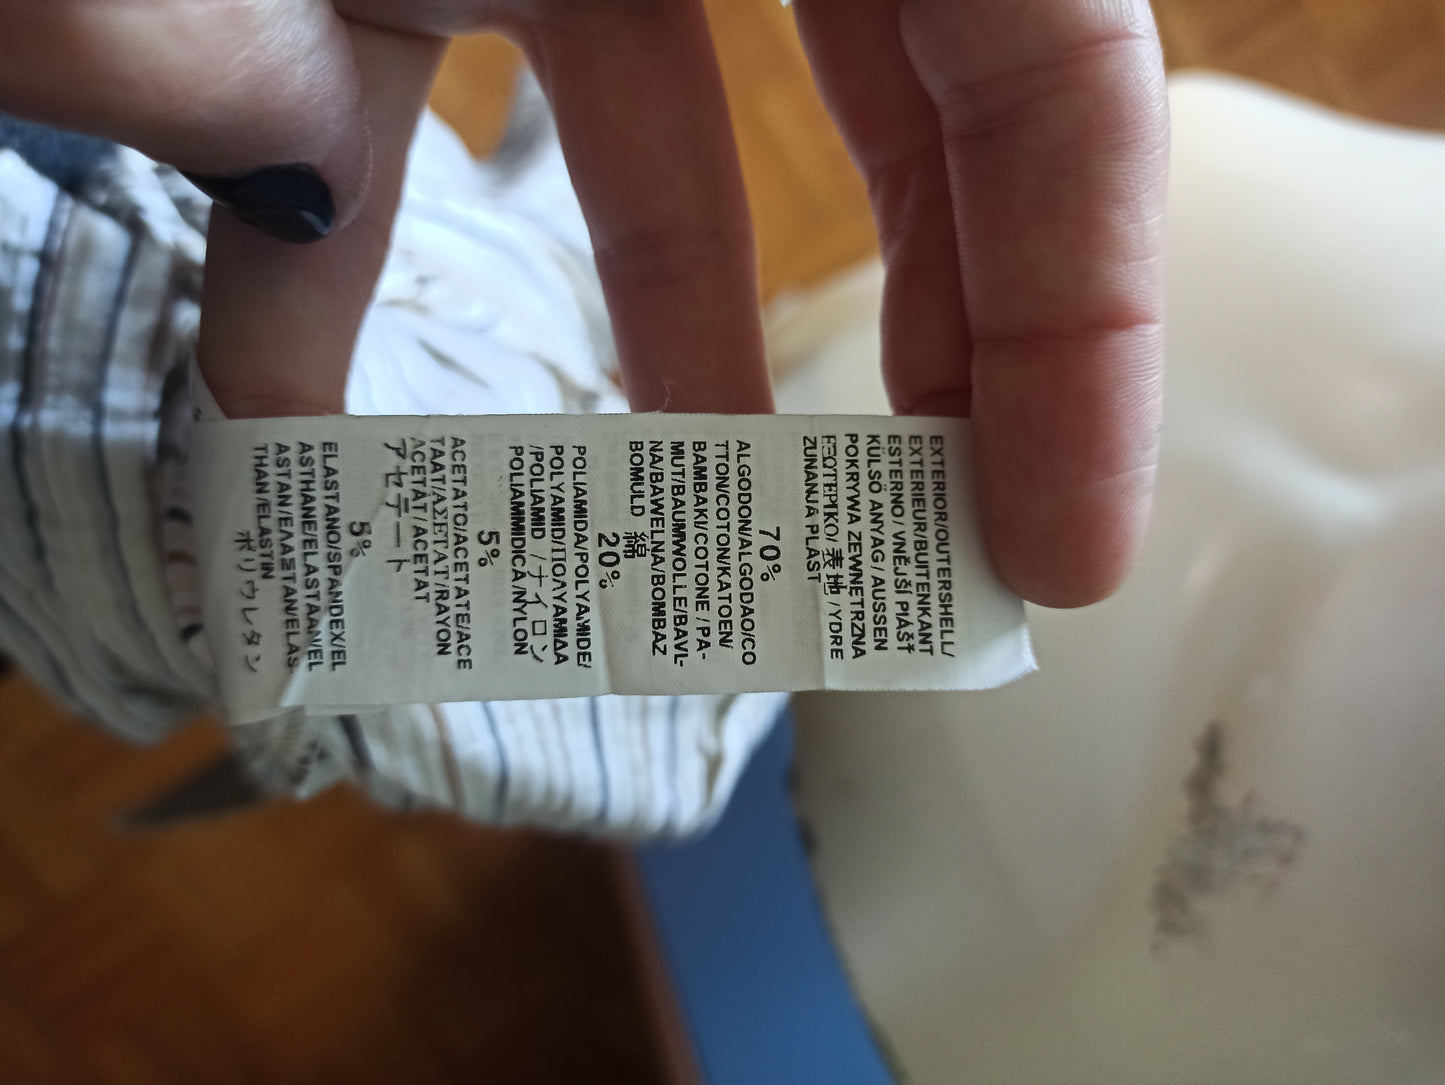 EXTERIOR/OUTERSHELL/
EXTERIEUR/BUITENKANT
ESTERNO / VNĚJŠÍ PLÁŠŤ
KÜLSŐ ANYAG / AUSSEN
POKRYWA ZEWNĘTRZNA
ΕΞΩΤΕΡΙΚΟ/ 表地 /YDRE
ZUNANJA PLAST
70%
ALGODON/ALGODAO/CO
TTON/COTON/KATOEN/
BAMBAKI/COTONE / PA-
MUT/BAUMWOLLE/BAVL-
NA/BAWELNA/BOMBAZ
BOMULD 綿
20%
POLIAMIDA/POLYAMIDE/
POLYAMID/ΠΟΛΥΑΜΙΔΑ
/POLIAMID /ナイロン
POLIAMMIDICA/NYLON
5%
ACETATO/ACETATE/ACE
TAAT/ΑΣΕΤΑΤ/RAYON
ACETÁT/ACETAT
アセテート
5%
ELASTANO/SPANDEX/EL
ASTHANE/ELASTAAN/EL
ASTAN/ΕΛΑΣΤΑΝ/ELAS-
THAN/ELASTIN
ポリウレタン